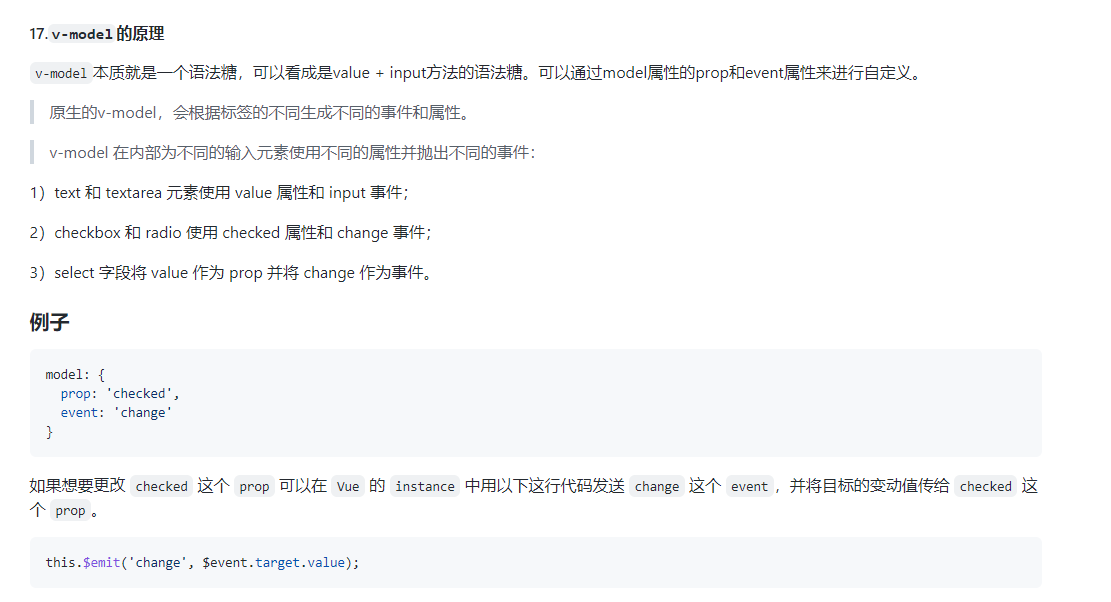 17. v-model 的原理
v-model本质就是一个语法糖，可以看成是value + input方法的语法糖。可以通过model属性的prop和event属性来进行自定义。
原生的v-model，会根据标签的不同生成不同的事件和属性。
v-model 在内部为不同的输入元素使用不同的属性并抛出不同的事件：
1）text 和 textarea 元素使用 value 属性和 input 事件；
2）checkbox 和 radio 使用 checked 属性和 change 事件；
3）select 字段将 value 作为 prop 并将 change 作为事件。
例子
model: {
  prop: 'checked',
  event: 'change'
}
如果想要更改 checked 这个 prop 可以在 Vue 的 instance 中用以下这行代码发送 change 这个 event，并将目标的变动值传给 checked 这
个 prop 。
this.$emit('change', $event.target.value);